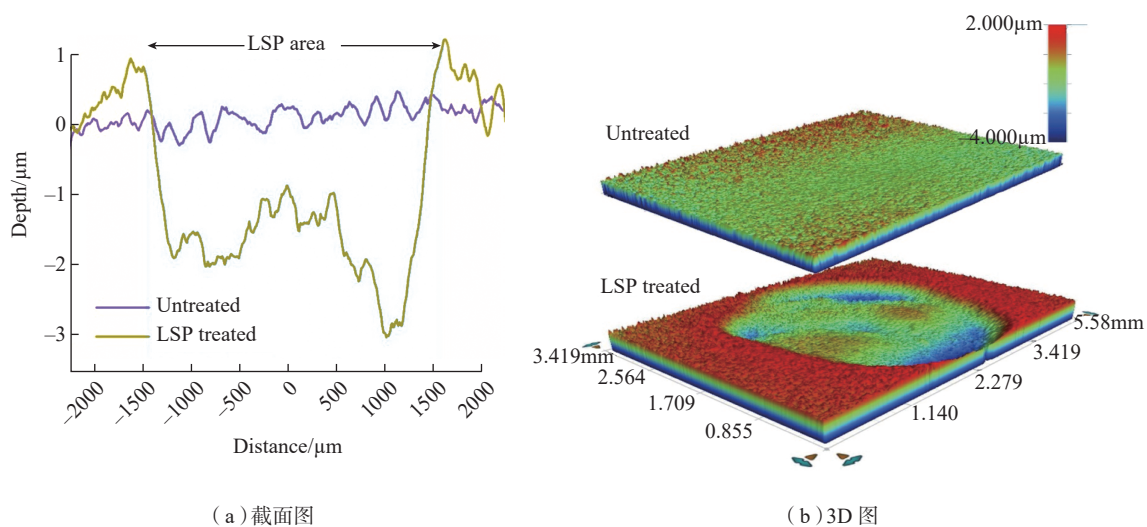 LSP area
1
0
−1
−2
−3
Depth/μm
Untreated
LSP treated
−2000
−1500
−1000
−500
0
500
1000
1500
2000
Distance/μm
(a)截面图
2.000μm
4.000μm
Untreated
LSP treated
3.419mm
2.564
1.709
0.855
5.58mm
3.419
2.279
1.140
(b)3D 图